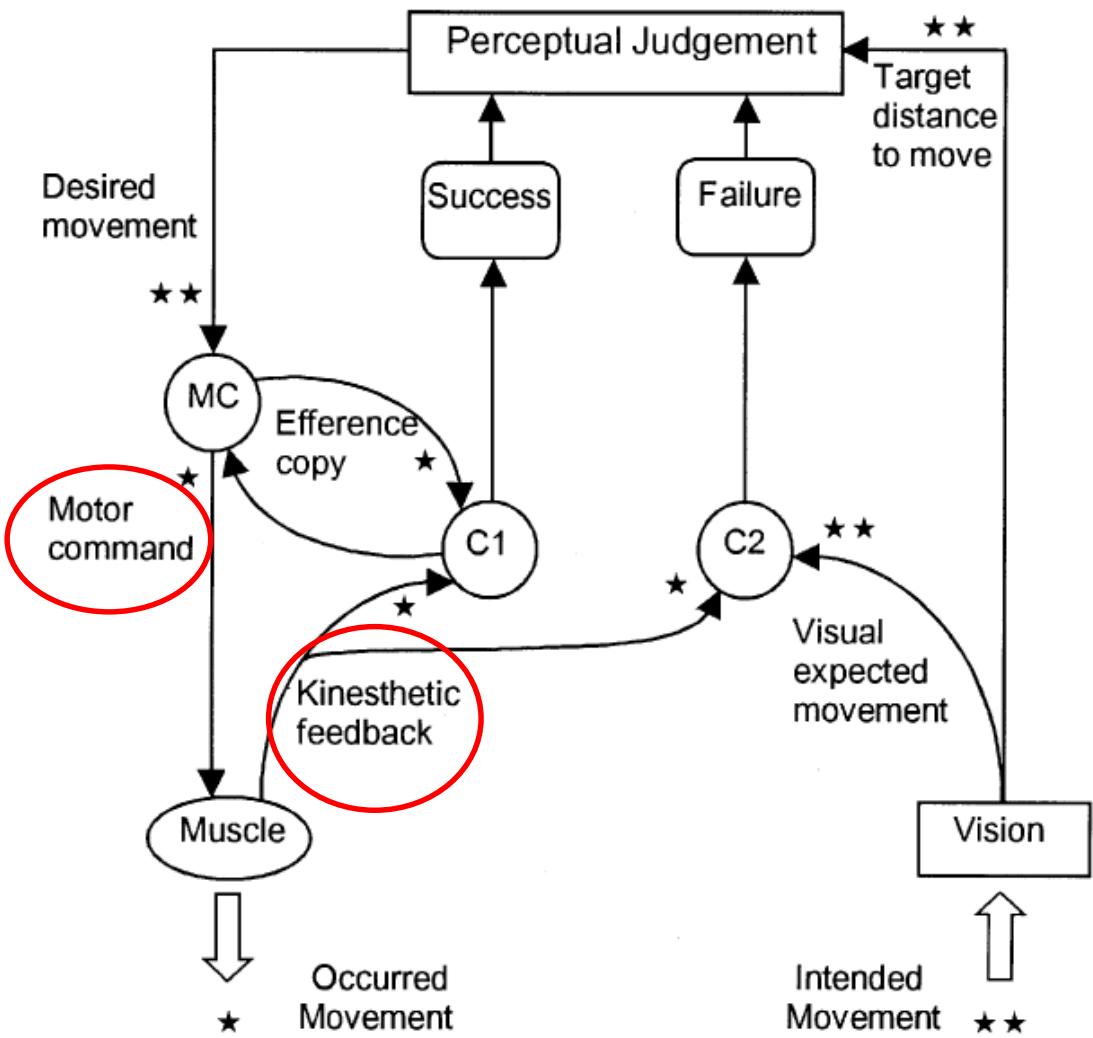 Perceptual Judgement
★ ★
Target
distance
to move
Desired
movement
★ ★
Success
Failure
MC
Efference
copy
★
★
Motor
command
C1
C2
★ ★
★
★
Visual
expected
movement
Kinesthetic
feedback
Muscle
Vision
Occurred
Movement
★
Intended
Movement
★ ★